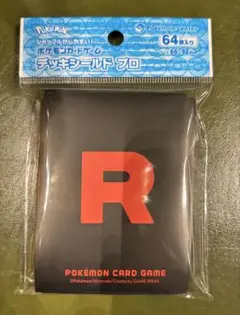 Pokémon
シャッフルがしやすい!
ポケモンカードゲーム
デッキシールド プロ
64枚入り
R
POKÉMON CARD GAME
©Pokémon/Nintendo/Creatures/GAME FREAK